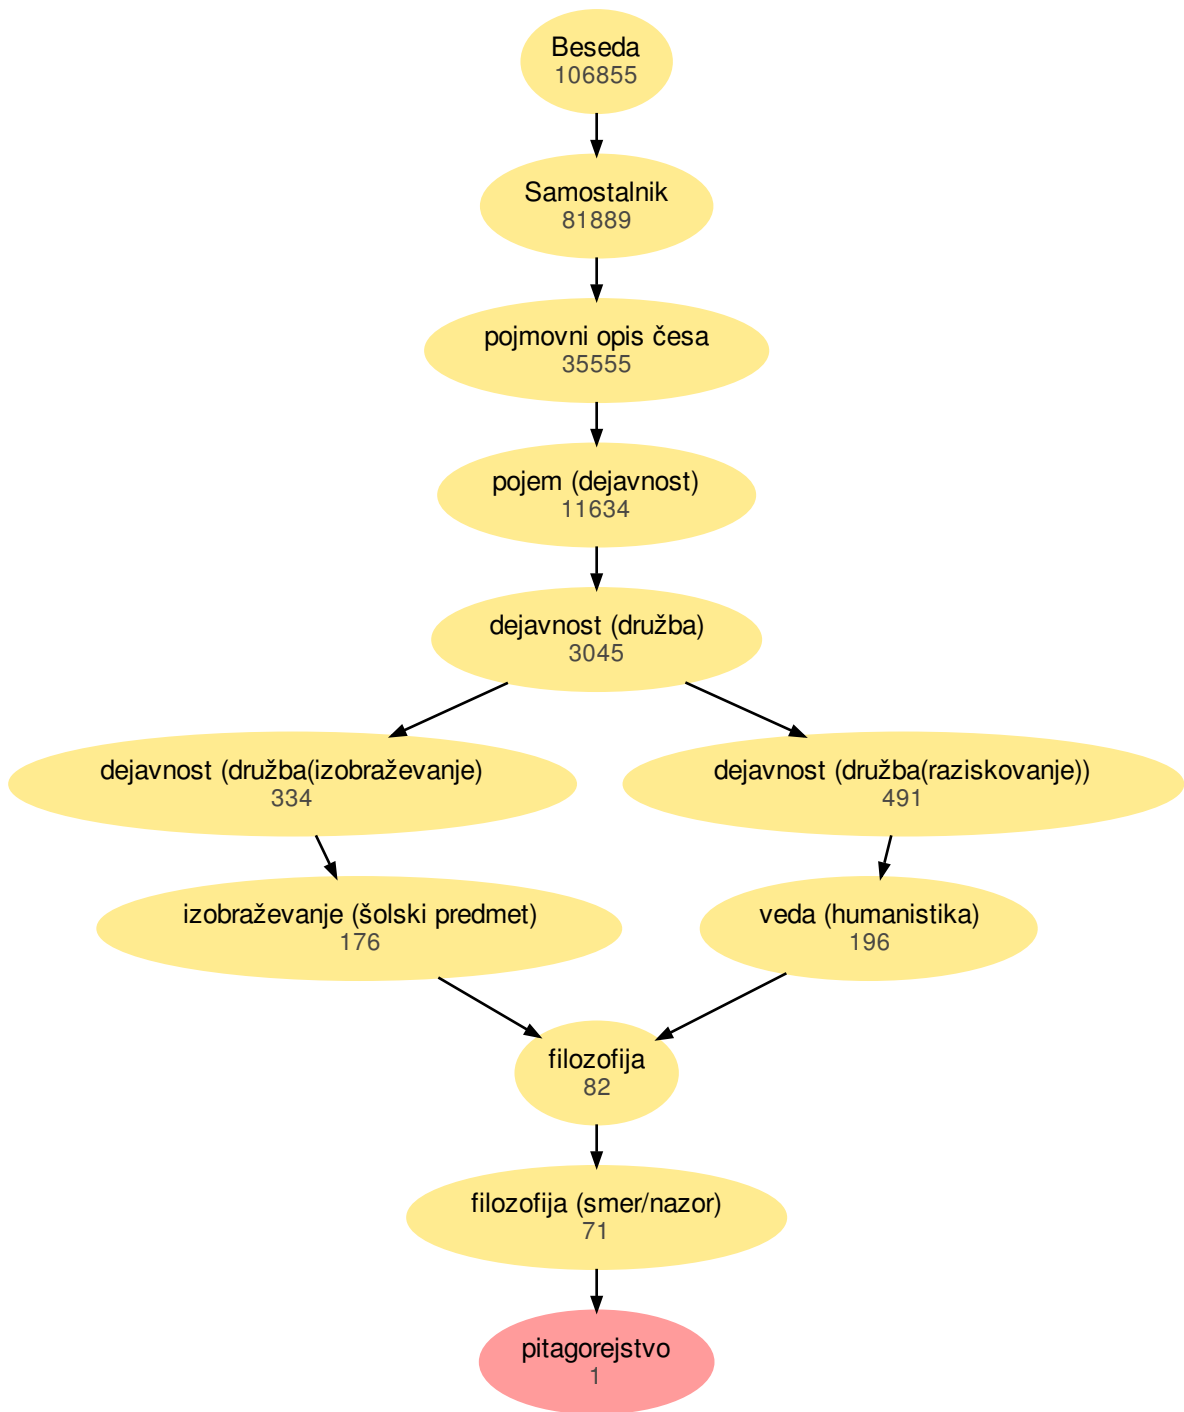 Beseda
106855
Samostalnik
81889
pojmovni opis česa
35555
pojem (dejavnost)
11634
dejavnost (družba)
3045
dejavnost (družba(izobraževanje)
334
dejavnost (družba(raziskovanje))
491
izobraževanje (šolski predmet)
176
veda (humanistika)
196
filozofija
82
filozofija (smer/nazor)
71
pitagorejstvo
1